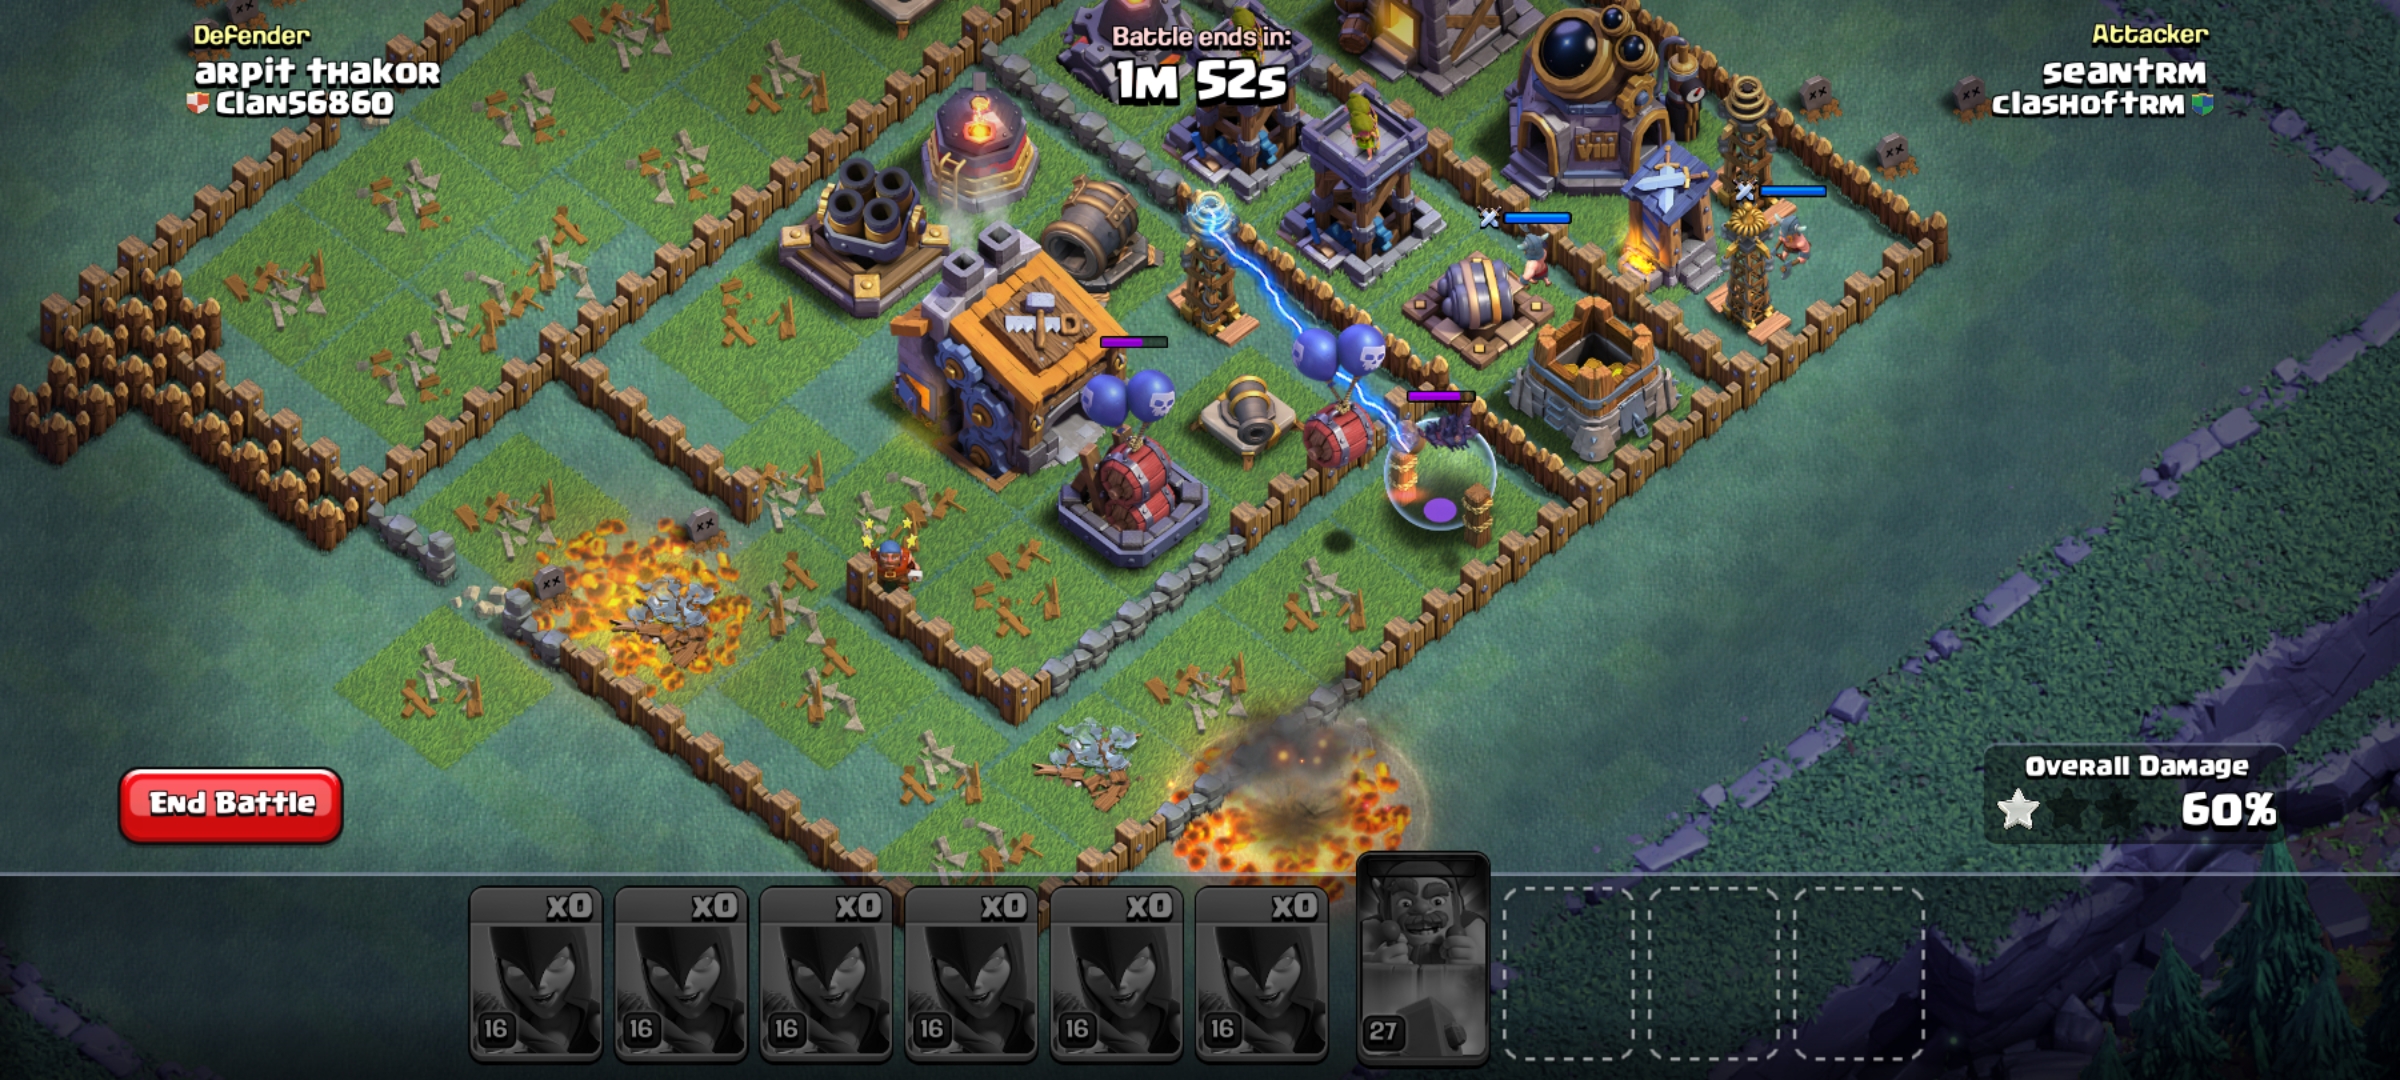 Defender
arpit thakor
Clan56860
Battle ends in:
1M 52s
Attacker
seantrm
clashoftrm
VIII
End Battle
Overall Damage
60%
x0
x0
x0
x0
x0
x0
16
16
16
16
16
16
27